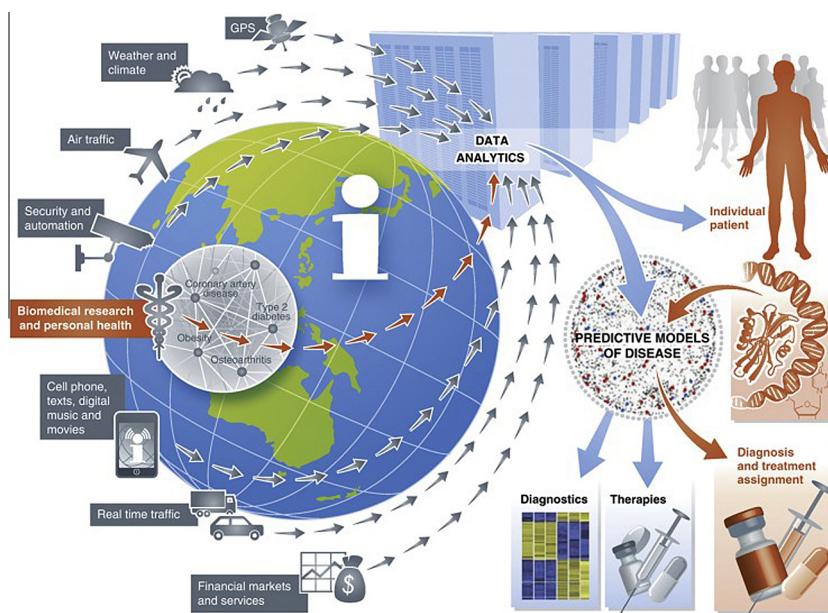 GPS
Weather and
climate
Air traffic
Security and
automation
Biomedical research
and personal health
Coronary artery
disease
Type 2
diabetes
Obesity
Osteoarthritis
Cell phone,
texts, digital
music and
movies
Real time traffic
Financial markets
and services
$
i
i
DATA
ANALYTICS
Individual
patient
PREDICTIVE MODELS
OF DISEASE
Diagnosis
and treatment
assignment
Diagnostics
Therapies